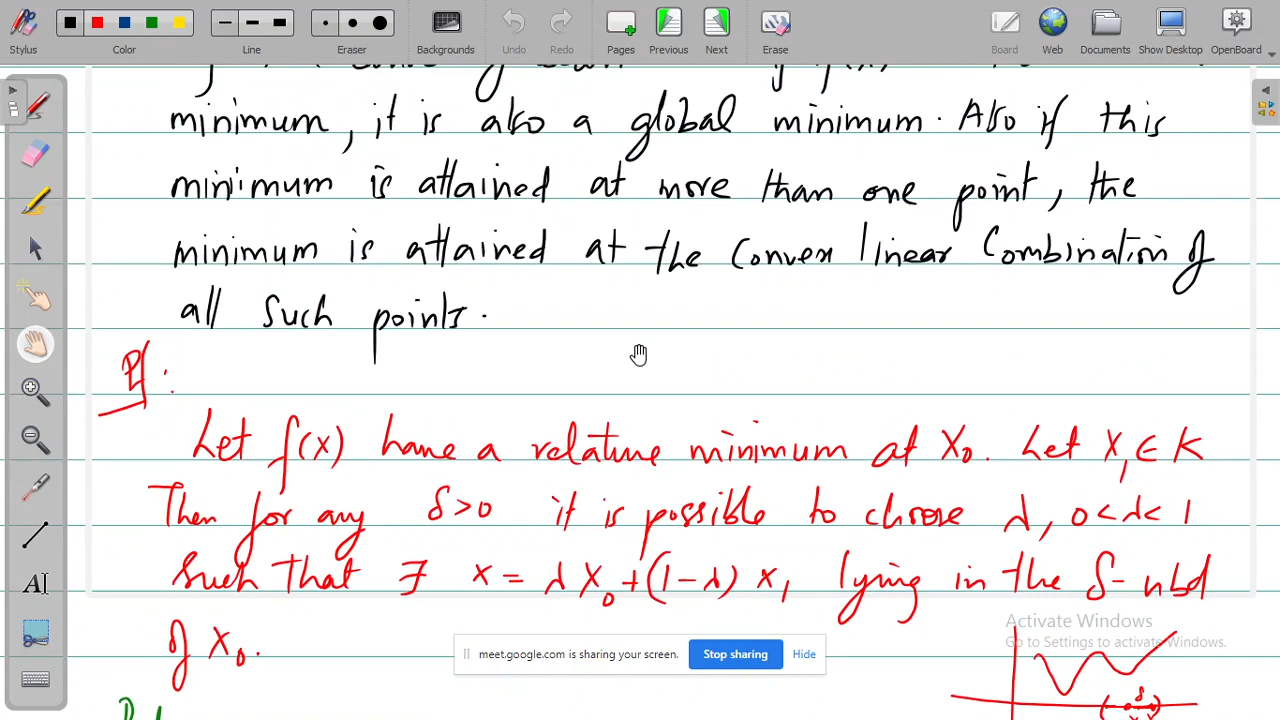 Stylus
Color
Line
Eraser
Backgrounds
Undo
Redo
Pages
Previous
Next
Erase
Board
Web
Documents
Show Desktop
OpenBoard
minimum, it is also a global minimum. Also if this
minimum is attained at more than one point, the
minimum is attained at the Convex linear Combination of
all such points.
Pf:
Let f(x) have a relative minimum at X₀. Let X₁ ∈ K
Then for any δ>0 it is possible to choose λ, 0<λ<1
such that ∃ x = λX₀+(1-λ)x₁ lying in the δ-nbd
of X₀.
Activate Windows
Go to Settings to activate Windows.
meet.google.com is sharing your screen.
Stop sharing
Hide
δ